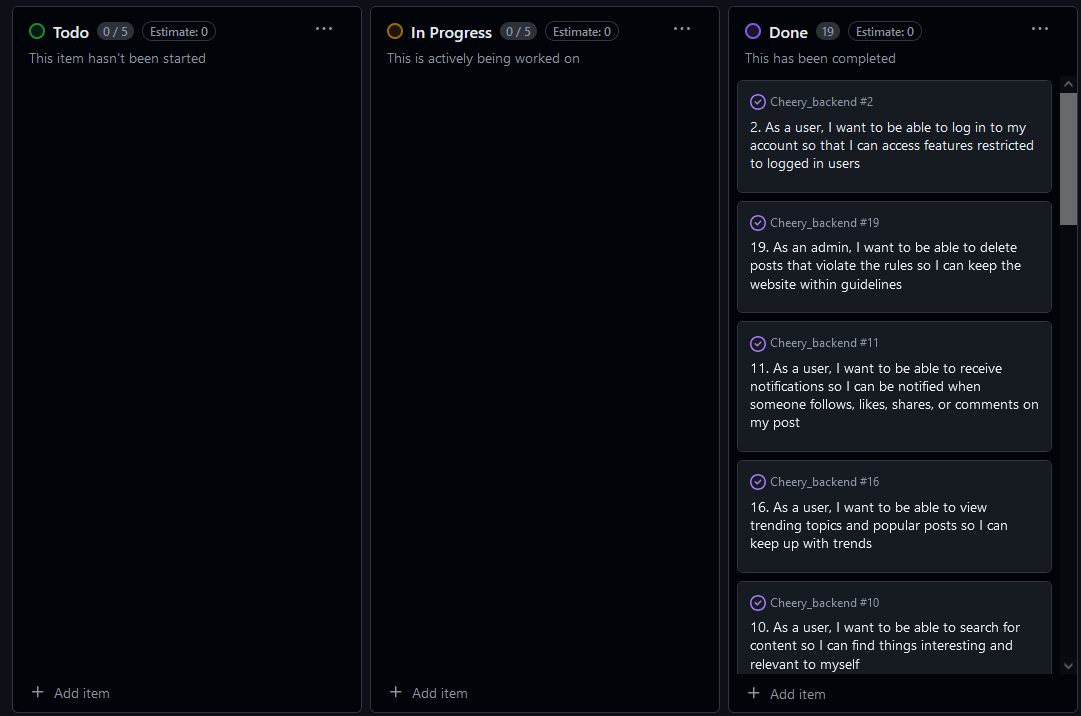 Todo 0 / 5 Estimate: 0
This item hasn't been started
Add item
In Progress 0 / 5 Estimate: 0
This is actively being worked on
Add item
Done 19 Estimate: 0
This has been completed
Cheery_backend #2
2. As a user, I want to be able to log in to my
account so that I can access features restricted
to logged in users
Cheery_backend #19
19. As an admin, I want to be able to delete
posts that violate the rules so I can keep the
website within guidelines
Cheery_backend #11
11. As a user, I want to be able to receive
notifications so I can be notified when
someone follows, likes, shares, or comments on
my post
Cheery_backend #16
16. As a user, I want to be able to view
trending topics and popular posts so I can
keep up with trends
Cheery_backend #10
10. As a user, I want to be able to search for
content so I can find things interesting and
relevant to myself
Add item